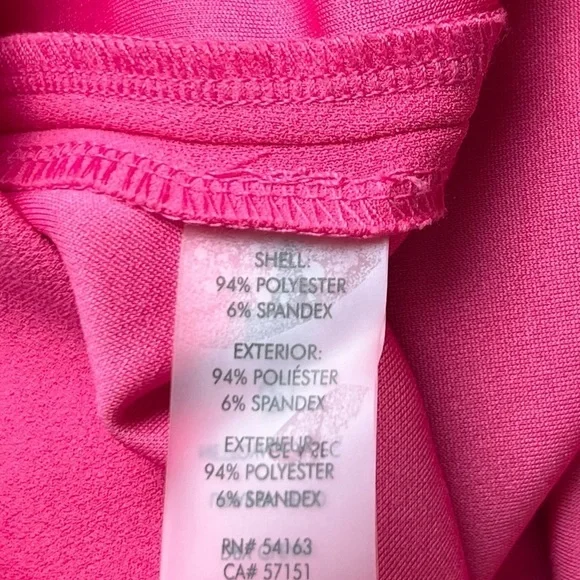 SHELL:
94% POLYESTER
6% SPANDEX
EXTERIOR:
94% POLIÉSTER
6% SPANDEX
EXTERIEUR:
94% POLYESTER
6% SPANDEX
RN# 54163
CA# 57151